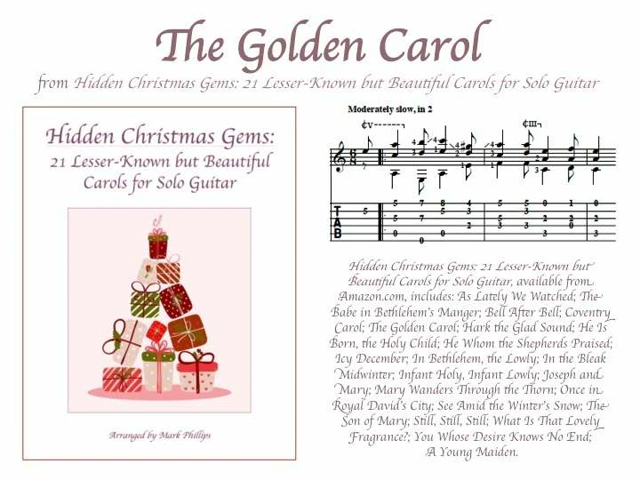 The Golden Carol
from Hidden Christmas Gems: 21 Lesser-Known but Beautiful Carols for Solo Guitar
Hidden Christmas Gems:
21 Lesser-Known but Beautiful
Carols for Solo Guitar
Arranged by Mark Phillips
Moderately slow, in 2
¢V
¢III
T
A
B
Hidden Christmas Gems: 21 Lesser-Known but
Beautiful Carols for Solo Guitar, available from
Amazon.com, includes: As Lately We Watched; The
Babe in Bethlehem's Manger; Bell After Bell; Coventry
Carol; The Golden Carol; Hark the Glad Sound; He Is
Born, the Holy Child; He Whom the Shepherds Praised;
Icy December; In Bethlehem, the Lowly; In the Bleak
Midwinter; Infant Holy, Infant Lowly; Joseph and
Mary; Mary Wanders Through the Thorn; Once in
Royal David's City; See Amid the Winter's Snow; The
Son of Mary; Still, Still, Still; What Is That Lovely
Fragrance?; You Whose Desire Knows No End;
A Young Maiden.